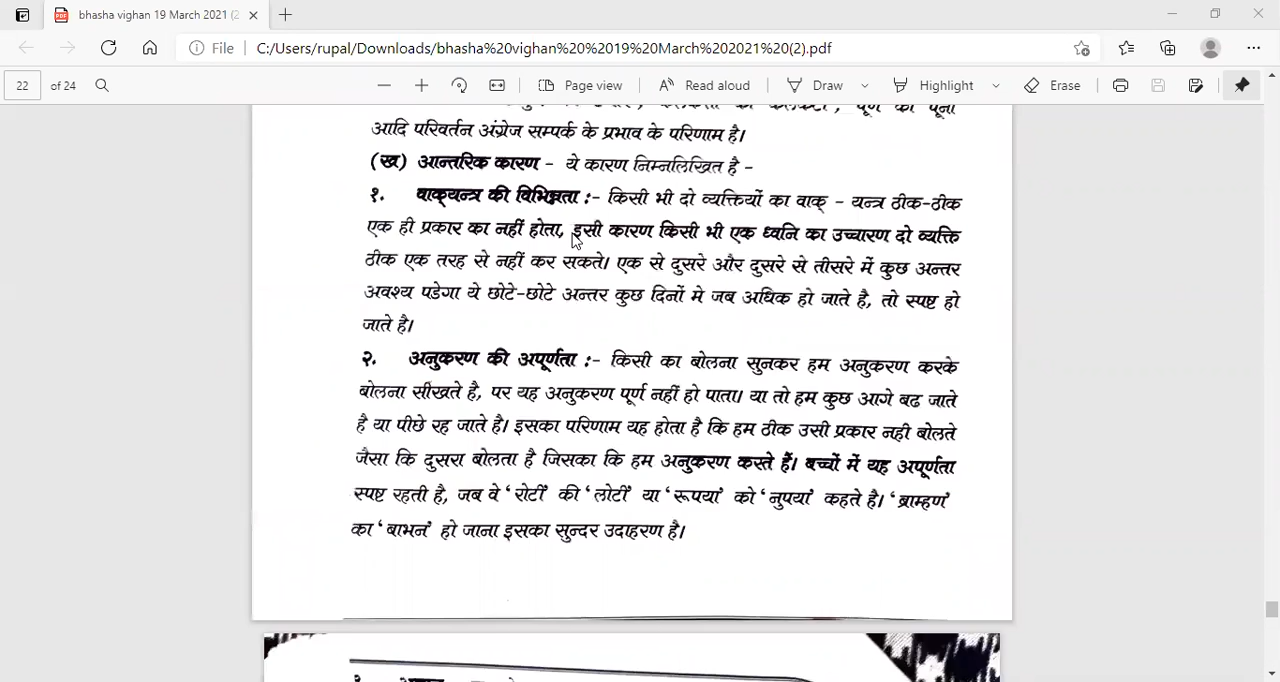 bhasha vighan 19 March 2021 (2
File C:/Users/rupal/Downloads/bhasha%20vighan%20%2019%20March%202021%20(2).pdf
22 of 24 Page view Read aloud Draw Highlight Erase
आदि परिवर्तन अंग्रेज सम्पर्क के प्रभाव के परिणाम है।
(ख) आन्तरिक कारण - ये कारण निम्नलिखित है -
१. वाक्‌यन्त्र की विभिन्नता :- किसी भी दो व्यक्तियों का वाक् - यन्त्र ठीक-ठीक
एक ही प्रकार का नहीं होता, इसी कारण किसी भी एक ध्वनि का उच्चारण दो व्यक्ति
ठीक एक तरह से नहीं कर सकते। एक से दुसरे और दुसरे से तीसरे में कुछ अन्तर
अवश्य पडेगा ये छोटे-छोटे अन्तर कुछ दिनों मे जब अधिक हो जाते है, तो स्पष्ट हो
जाते है।
२. अनुकरण की अपूर्णता :- किसी का बोलना सुनकर हम अनुकरण करके
बोलना सीखते है, पर यह अनुकरण पूर्ण नहीं हो पाता। या तो हम कुछ आगे बढ जाते
है या पीछे रह जाते है। इसका परिणाम यह होता है कि हम ठीक उसी प्रकार नही बोलते
जैसा कि दुसरा बोलता है जिसका कि हम अनुकरण करते हैं। बच्चों में यह अपूर्णता
स्पष्ट रहती है, जब वे ‘रोटी’ की ‘लोटी’ या ‘रूपया’ को ‘नुपया’ कहते है। ‘ब्राम्हण’
का ‘बाभन’ हो जाना इसका सुन्दर उदाहरण है।